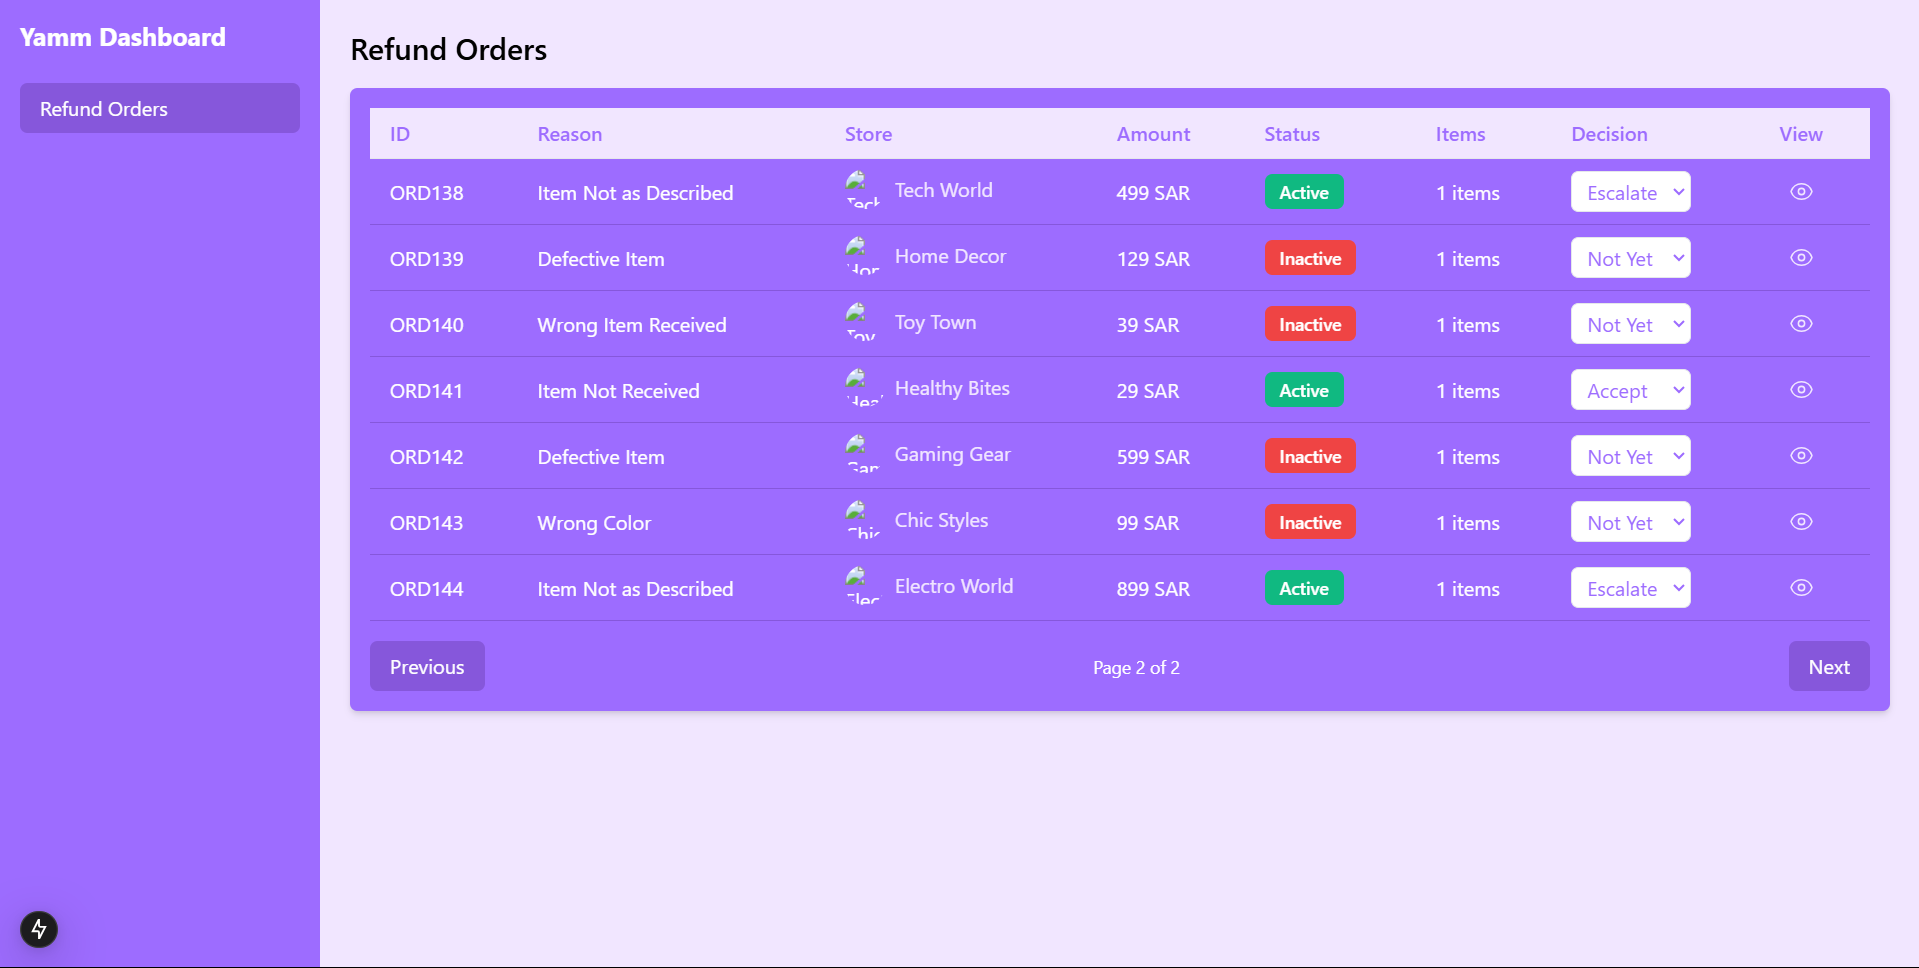 Yamm Dashboard
Refund Orders
Refund Orders
ID Reason Store Amount Status Items Decision View
ORD138 Item Not as Described Tech World 499 SAR Active 1 items Escalate
ORD139 Defective Item Home Decor 129 SAR Inactive 1 items Not Yet
ORD140 Wrong Item Received Toy Town 39 SAR Inactive 1 items Not Yet
ORD141 Item Not Received Healthy Bites 29 SAR Active 1 items Accept
ORD142 Defective Item Gaming Gear 599 SAR Inactive 1 items Not Yet
ORD143 Wrong Color Chic Styles 99 SAR Inactive 1 items Not Yet
ORD144 Item Not as Described Electro World 899 SAR Active 1 items Escalate
Previous Page 2 of 2 Next